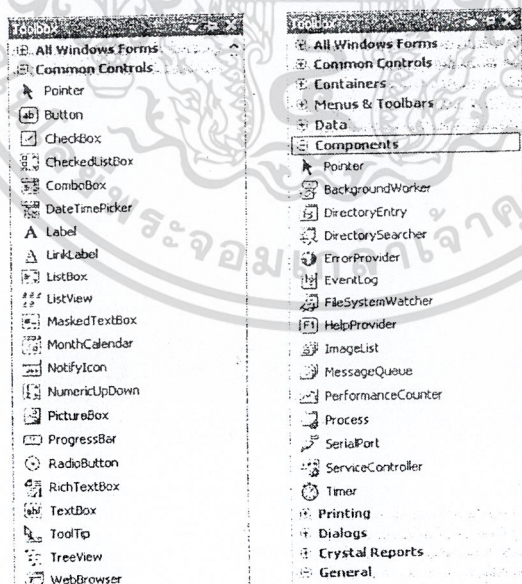 Toolbox
All Windows Forms
Common Controls
Pointer
Button
CheckBox
CheckedListBox
ComboBox
DateTimePicker
Label
LinkLabel
ListBox
ListView
MaskedTextBox
MonthCalendar
NotifyIcon
NumericUpDown
PictureBox
ProgressBar
RadioButton
RichTextBox
TextBox
ToolTip
TreeView
WebBrowser
Toolbox
All Windows Forms
Common Controls
Containers
Menus & Toolbars
Data
Components
Pointer
BackgroundWorker
DirectoryEntry
DirectorySearcher
ErrorProvider
EventLog
FileSystemWatcher
HelpProvider
ImageList
MessageQueue
PerformanceCounter
Process
SerialPort
ServiceController
Timer
Printing
Dialogs
Crystal Reports
General